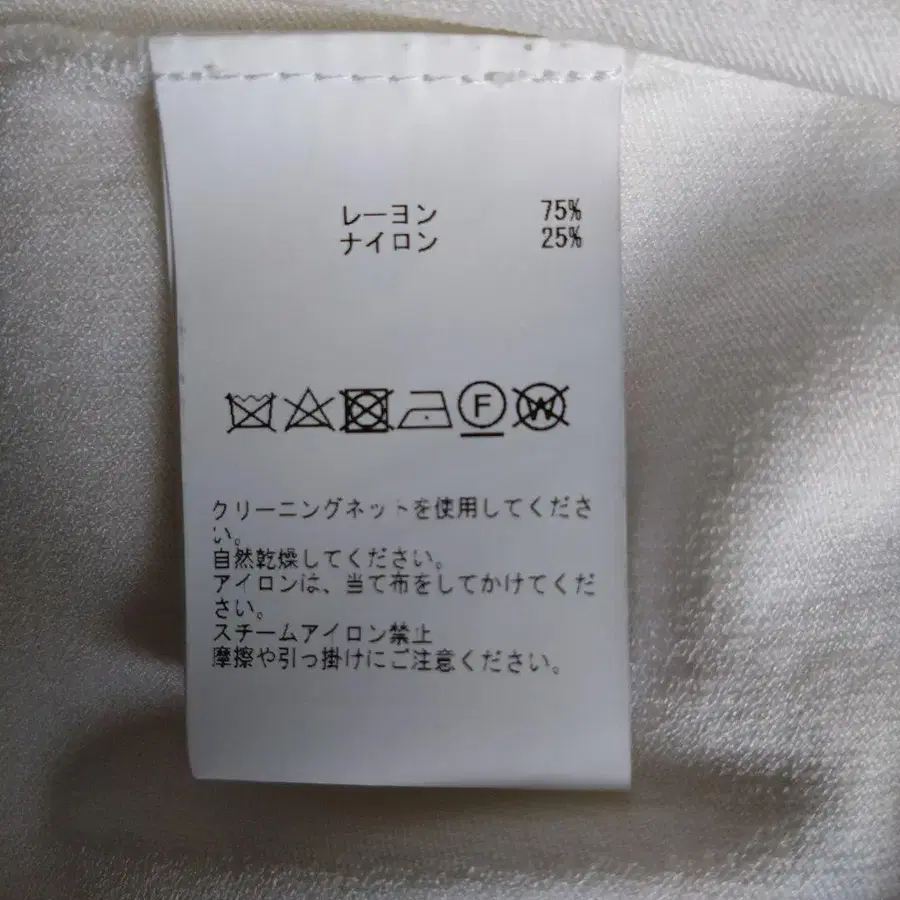 レーヨン 75%
ナイロン 25%
F W
クリーニングネットを使用してくださ
い。
自然乾燥してください。
アイロンは、当て布をしてかけてくだ
さい。
スチームアイロン禁止
摩擦や引っ掛けにご注意ください。